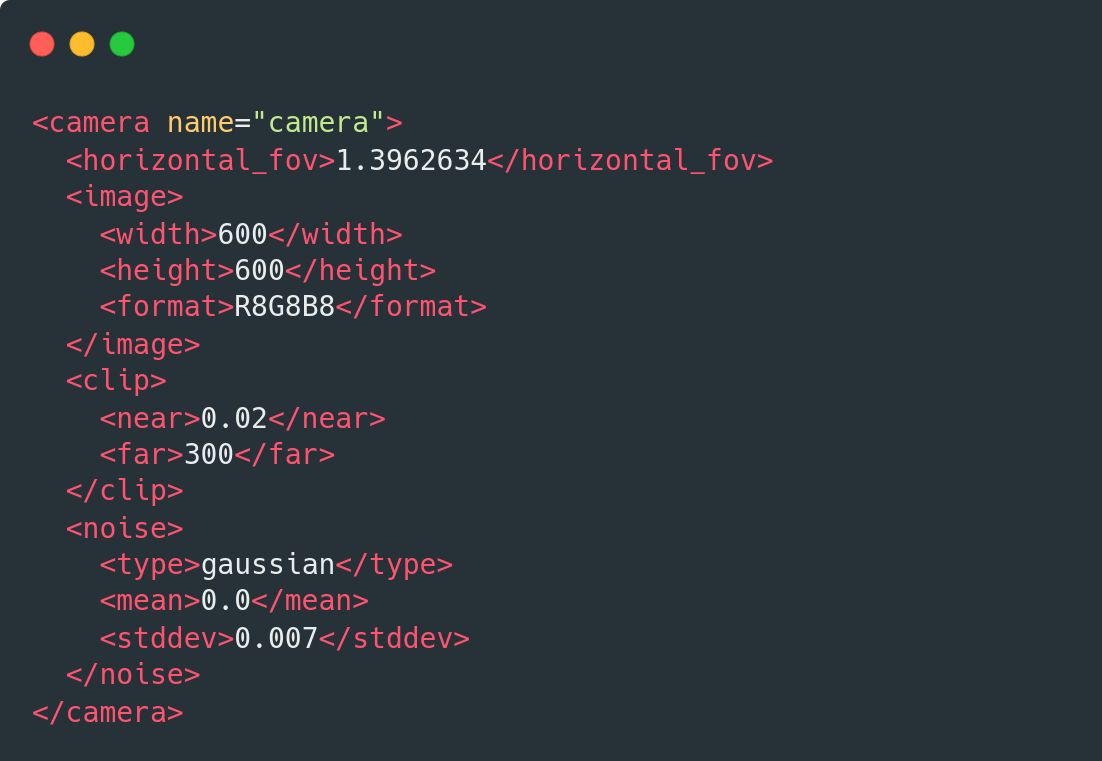 <camera name="camera">
  <horizontal_fov>1.3962634</horizontal_fov>
  <image>
    <width>600</width>
    <height>600</height>
    <format>R8G8B8</format>
  </image>
  <clip>
    <near>0.02</near>
    <far>300</far>
  </clip>
  <noise>
    <type>gaussian</type>
    <mean>0.0</mean>
    <stddev>0.007</stddev>
  </noise>
</camera>